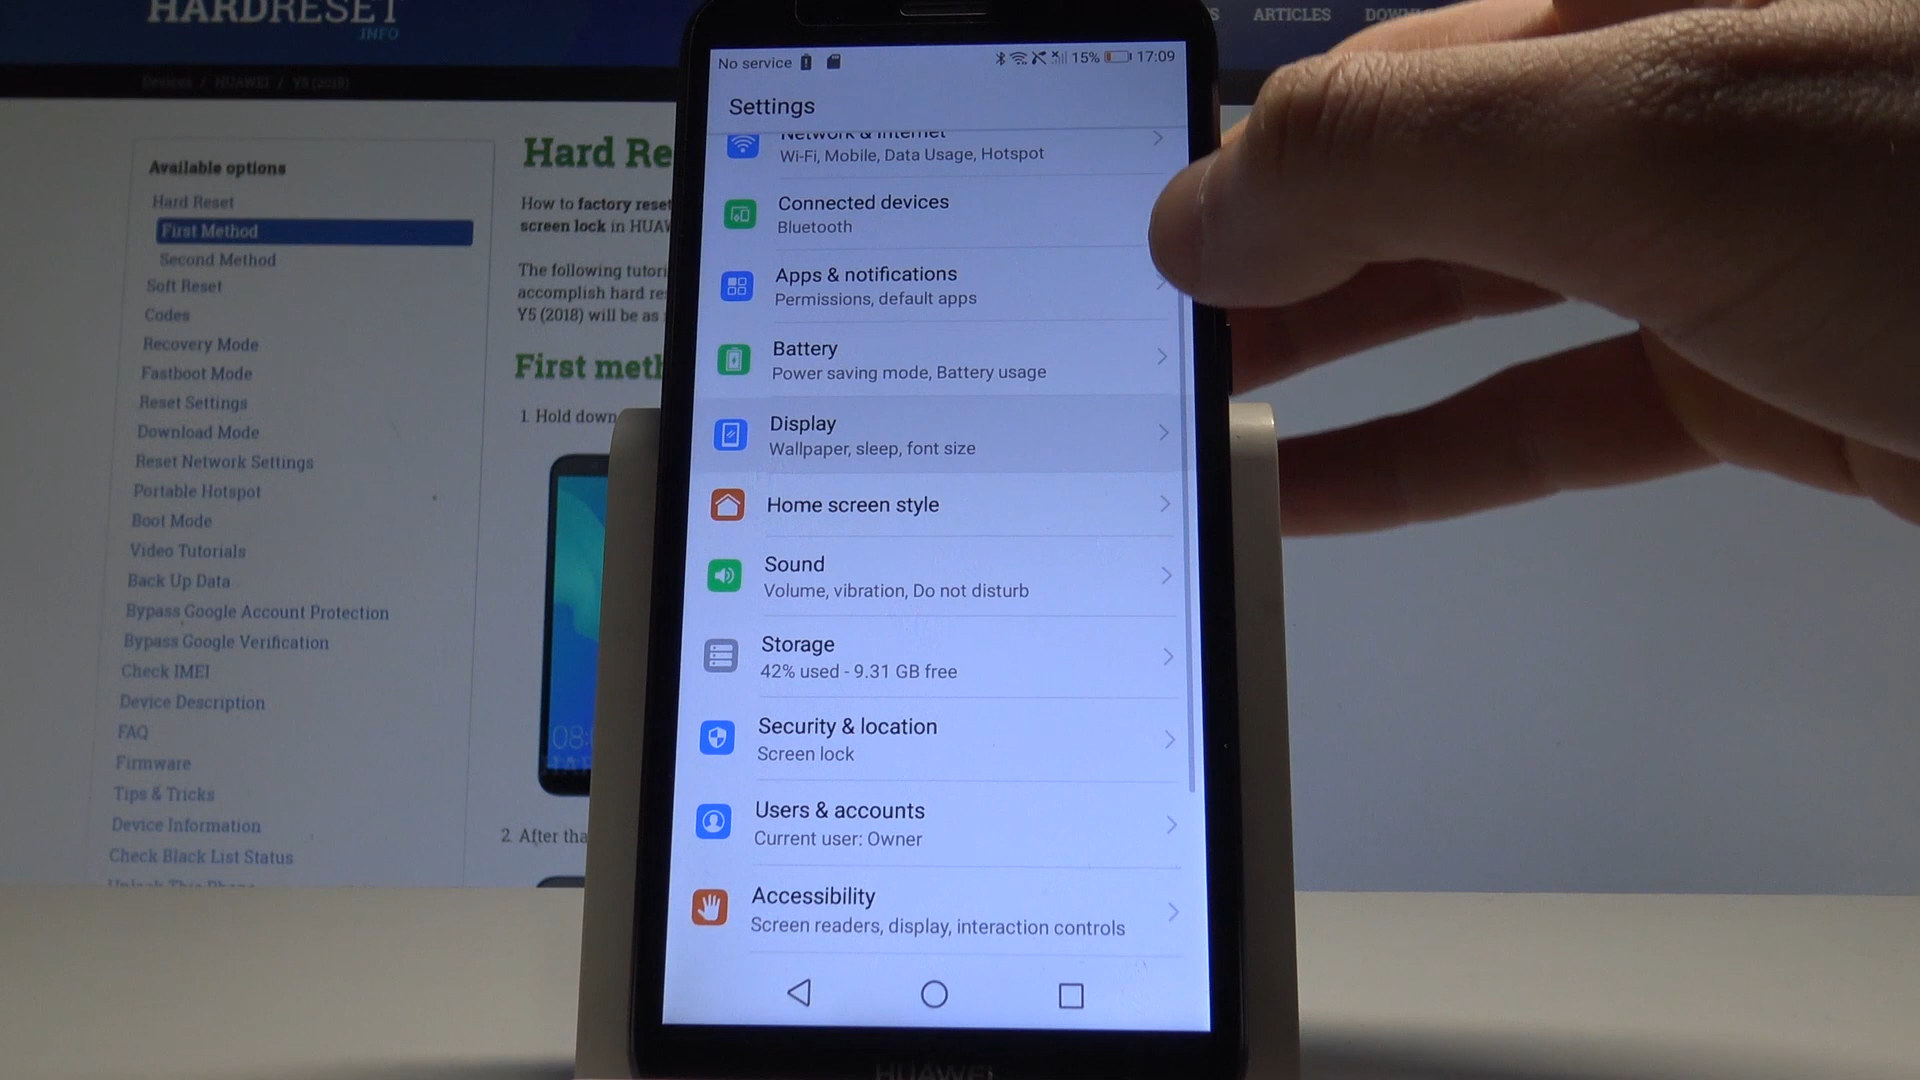 HARDRESET
.INFO
ARTICLES
Devices / HUAWEI / Y5 (2018)
Available options
Hard Reset
First Method
Second Method
Soft Reset
Codes
Recovery Mode
Fastboot Mode
Reset Settings
Download Mode
Reset Network Settings
Portable Hotspot
Boot Mode
Video Tutorials
Back Up Data
Bypass Google Account Protection
Bypass Google Verification
Check IMEI
Device Description
FAQ
Firmware
Tips & Tricks
Device Information
Check Black List Status
Hard Re
How to factory reset
screen lock in HUAW
The following tutori
accomplish hard re
Y5 (2018) will be as
First meth
1. Hold down
08:
2. After tha
No service
15%
17:09
Settings
Network & Internet
Wi-Fi, Mobile, Data Usage, Hotspot
Connected devices
Bluetooth
Apps & notifications
Permissions, default apps
Battery
Power saving mode, Battery usage
Display
Wallpaper, sleep, font size
Home screen style
Sound
Volume, vibration, Do not disturb
Storage
42% used - 9.31 GB free
Security & location
Screen lock
Users & accounts
Current user: Owner
Accessibility
Screen readers, display, interaction controls
HUAWEI